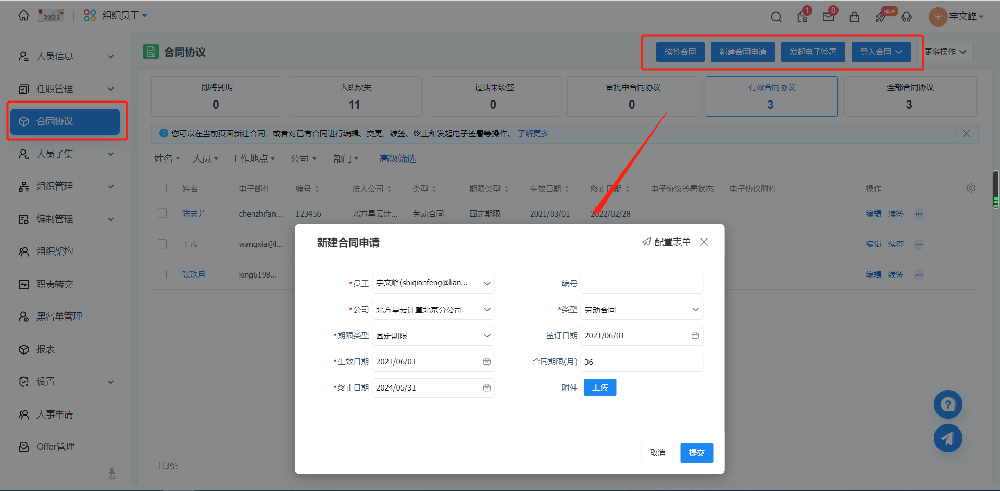 2021
组织员工
1
8
NEW
宇
宇文峰
人员信息
任职管理
合同协议
人员子集
组织管理
编制管理
组织架构
职责转交
黑名单管理
报表
设置
人事申请
Offer管理
合同协议
续签合同
新建合同申请
发起电子签署
导入合同
更多操作
即将到期
0
入职缺失
11
过期未续签
0
审批中合同协议
0
有效合同协议
3
全部合同协议
3
您可以在当前页面新建合同，或者对已有合同进行编辑、变更、续签、终止和发起电子签署等操作。 了解更多
姓名 人员 工作地点 公司 部门 高级筛选
姓名 电子邮件 编号 法人公司 类型 期限类型 生效日期 终止日期 电子协议签署状态 电子协议附件 操作
陈志芳 chenzhifan... 123456 北方星云计... 劳动合同 固定期限 2021/03/01 2022/02/28 编辑 续签 ...
王霞 wangxia@l... 编辑 续签 ...
张玖月 king6198... 编辑 续签 ...
共3条
新建合同申请
配置表单
*员工 宇文峰(shiqianfeng@lian...
编号
*公司 北方星云计算北京分公司
*类型 劳动合同
*期限类型 固定期限
签订日期 2021/06/01
*生效日期 2021/06/01
合同期限(月) 36
*终止日期 2024/05/31
附件 上传
取消
提交